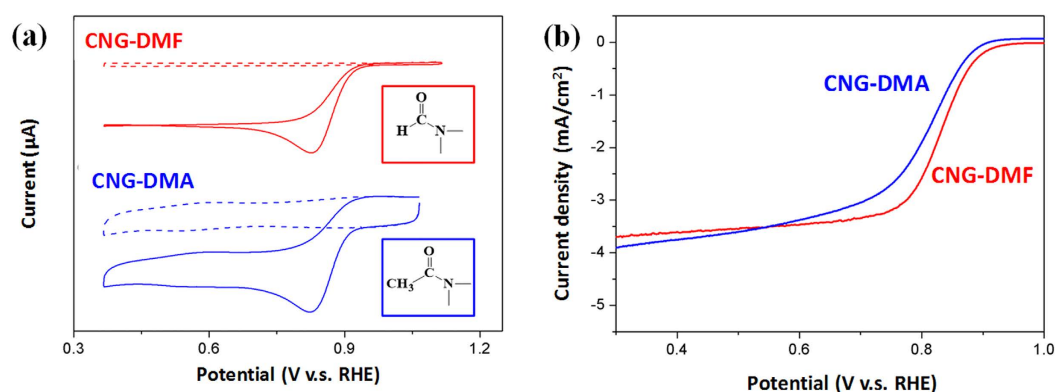 (a)
CNG-DMF
O
H C N
CNG-DMA
O
CH3 C N
Current (µA)
0.3 0.6 0.9 1.2
Potential (V v.s. RHE)
(b)
CNG-DMA
CNG-DMF
Current density (mA/cm²)
0
-1
-2
-3
-4
-5
0.4 0.6 0.8 1.0
Potential (V v.s. RHE)